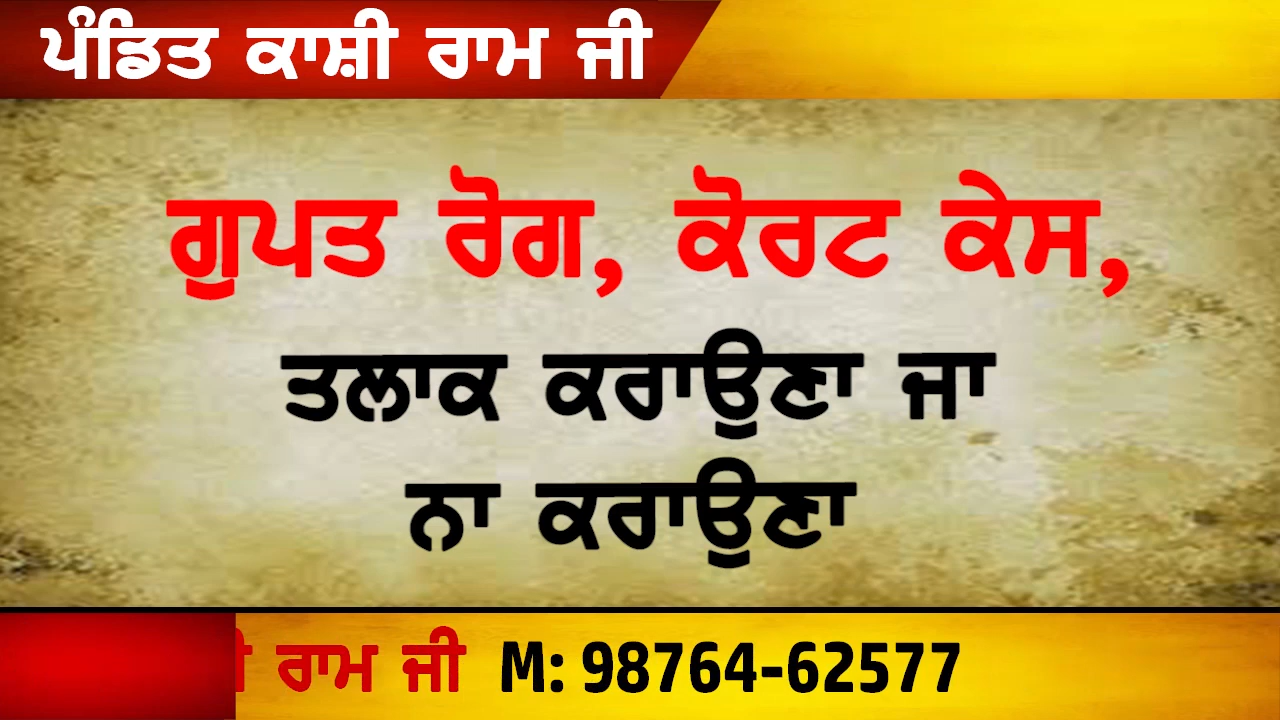 ਪੰਡਿਤ ਕਾਸ਼ੀ ਰਾਮ ਜੀ
ਗੁਪਤ ਰੋਗ, ਕੋਰਟ ਕੇਸ,
ਤਲਾਕ ਕਰਾਉਣਾ ਜਾ
ਨਾ ਕਰਾਉਣਾ
ਰਾਮ ਜੀ M: 98764-62577